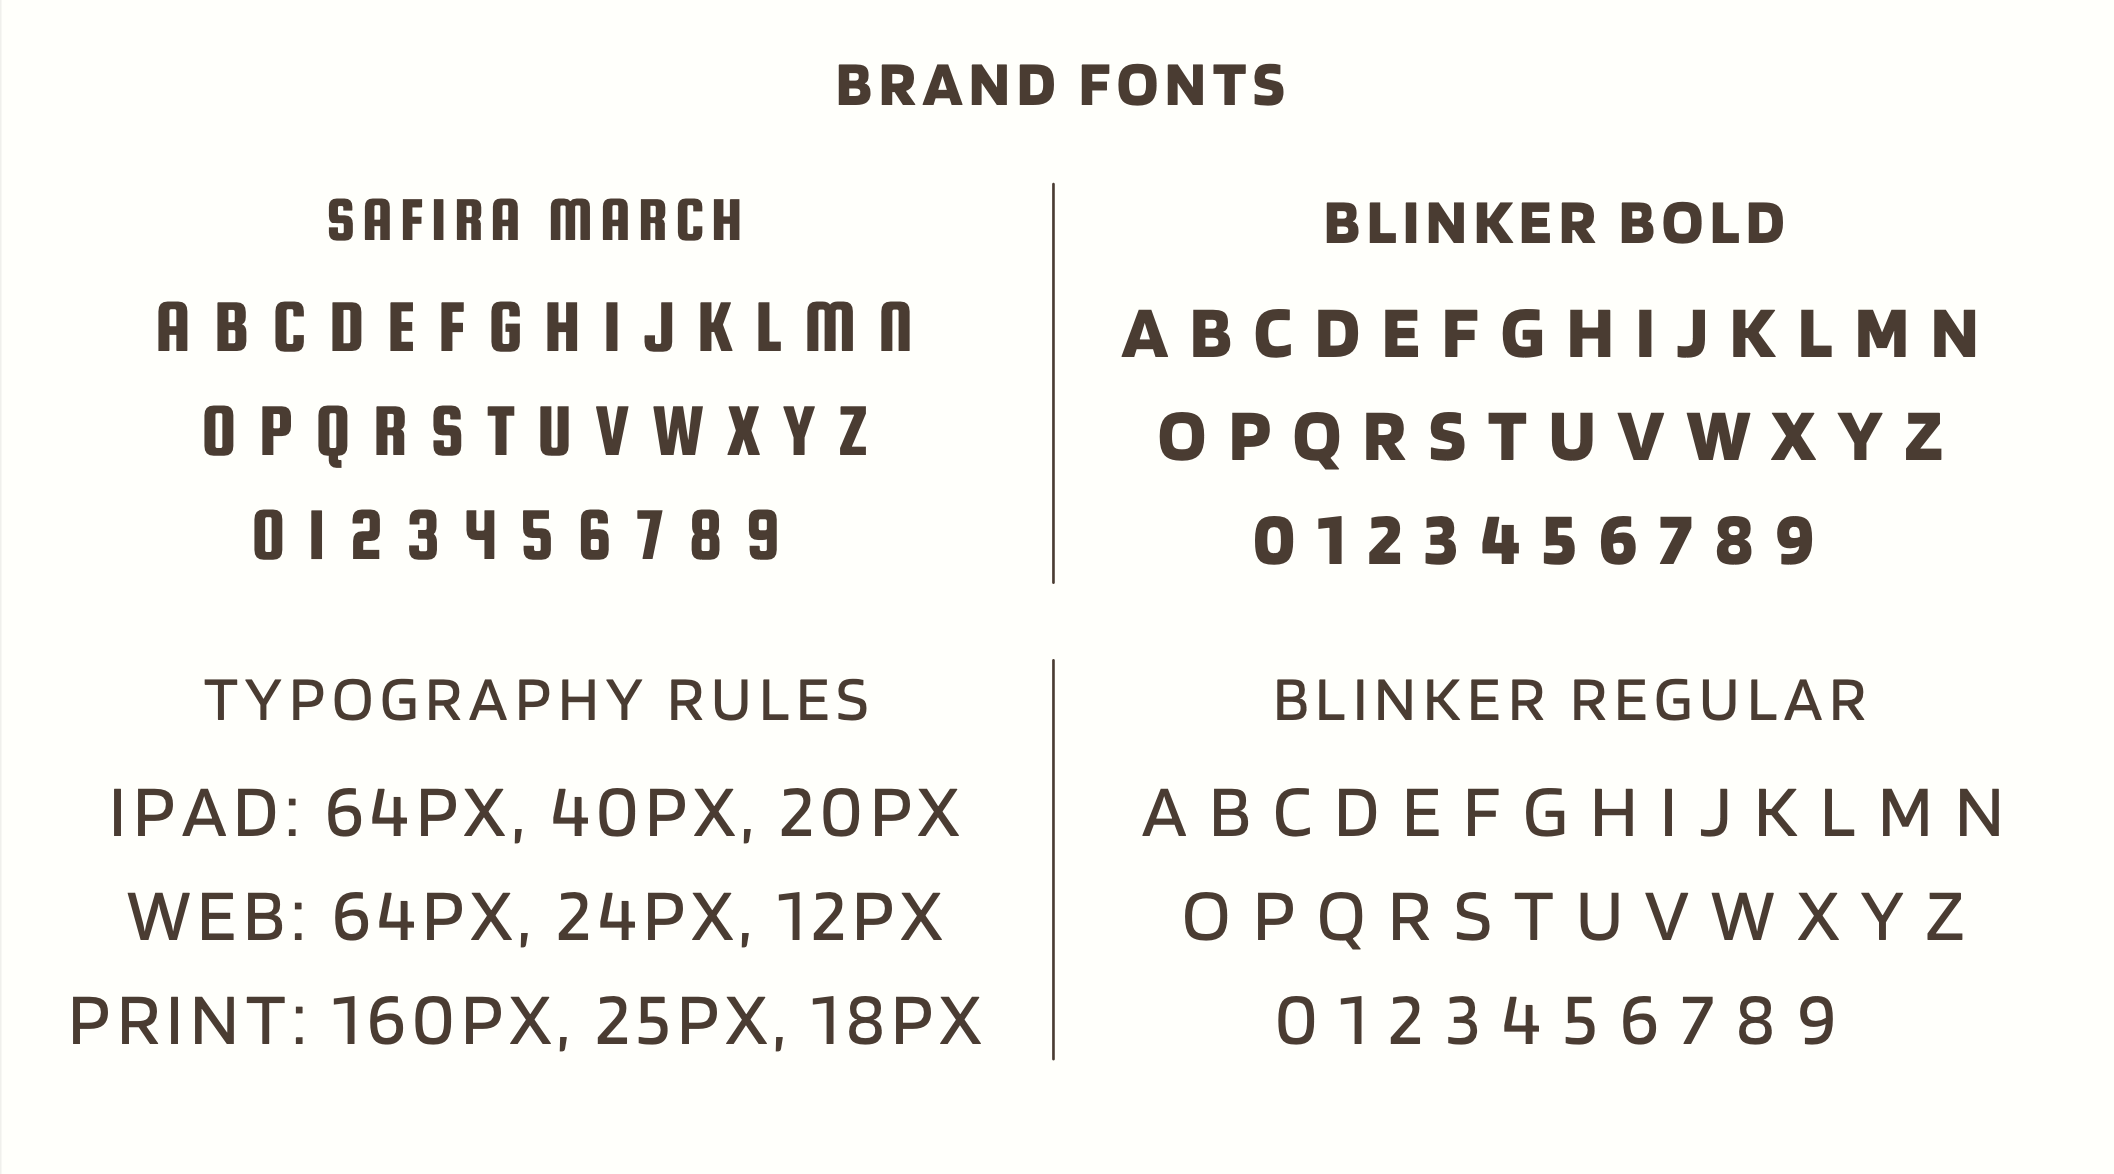 BRAND FONTS
SAFIRA MARCH
A B C D E F G H I J K L M N
O P Q R S T U V W X Y Z
0 1 2 3 4 5 6 7 8 9
BLINKER BOLD
A B C D E F G H I J K L M N
O P Q R S T U V W X Y Z
0 1 2 3 4 5 6 7 8 9
TYPOGRAPHY RULES
IPAD: 64PX, 40PX, 20PX
WEB: 64PX, 24PX, 12PX
PRINT: 160PX, 25PX, 18PX
BLINKER REGULAR
A B C D E F G H I J K L M N
O P Q R S T U V W X Y Z
0 1 2 3 4 5 6 7 8 9